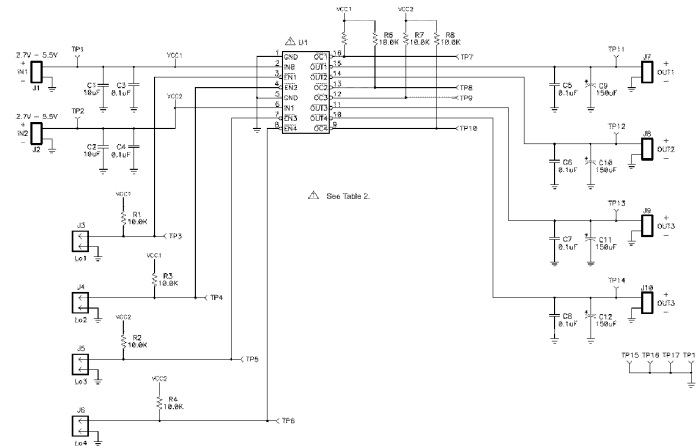 VCC1
VCC2
R5
10.0K
R7
10.0K
R8
10.0K
U1
2.7V - 5.5V
TP1
VCC1
+
IN1
-
J1
C1
10uF
C3
0.1uF
2.7V - 5.5V
TP2
VCC2
+
IN2
-
J2
C2
10uF
C4
0.1uF
1 GND OC1 16
2 IN0 OUT1 15
3 EN1 OUT2 14
4 EN2 OC2 13
5 GND OC3 12
6 IN1 OUT3 11
7 EN3 OUT4 10
8 EN4 OC4 9
TP7
TP8
TP9
TP10
See Table 2.
TP11
J7
+
OUT1
-
C5
0.1uF
C9
150uF
TP12
J8
+
OUT2
-
C6
0.1uF
C10
150uF
TP13
J9
+
OUT3
-
C7
0.1uF
C11
150uF
TP14
J10
+
OUT3
-
C8
0.1uF
C12
150uF
VCC1
R1
10.0K
J3
TP3
Lo1
VCC1
R3
10.0K
J4
TP4
Lo2
VCC2
R2
10.0K
J5
TP5
Lo3
VCC2
R4
10.0K
J6
TP6
Lo4
TP15 TP16 TP17 TP1